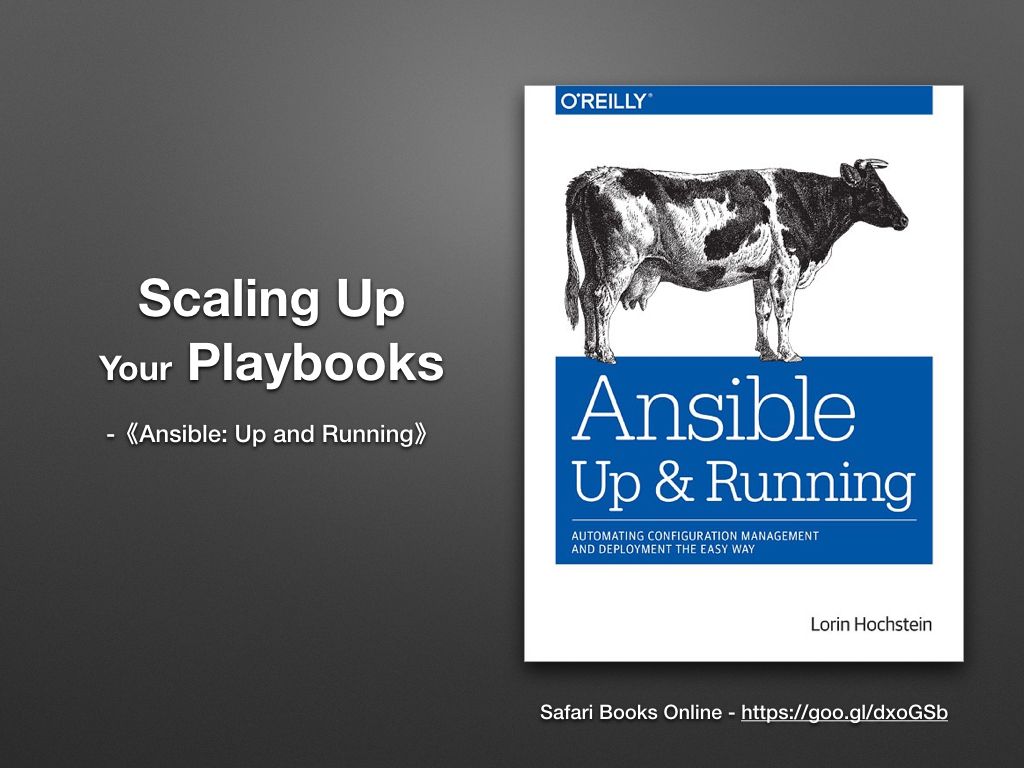 Scaling Up
Your Playbooks
-《Ansible: Up and Running》
O'REILLY®
Ansible
Up & Running
AUTOMATING CONFIGURATION MANAGEMENT
AND DEPLOYMENT THE EASY WAY
Lorin Hochstein
Safari Books Online - https://goo.gl/dxoGSb